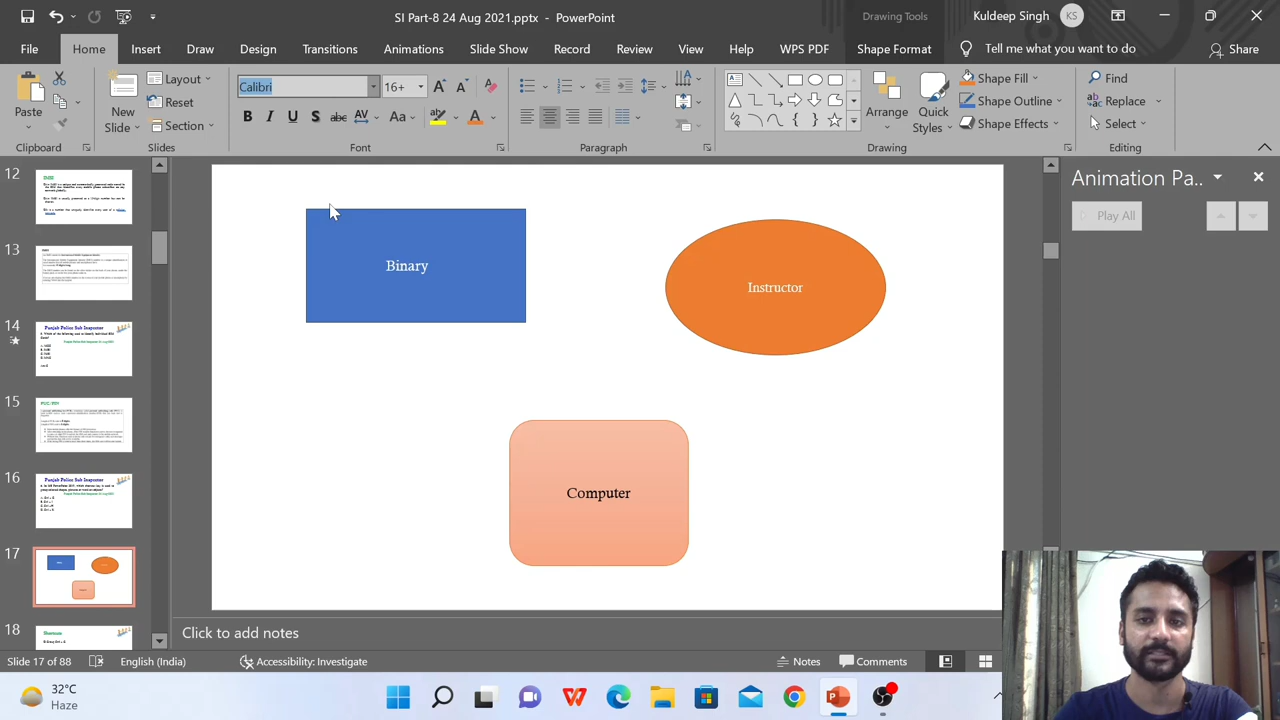 SI Part-8 24 Aug 2021.pptx - PowerPoint
Drawing Tools
Kuldeep Singh
KS
File
Home
Insert
Draw
Design
Transitions
Animations
Slide Show
Record
Review
View
Help
WPS PDF
Shape Format
Tell me what you want to do
Share
Paste
Clipboard
New
Slide
Layout
Reset
Section
Slides
Calibri
16+
B I U S abc AV Aa A
Font
Paragraph
Arrange
Quick
Styles
Shape Fill
Shape Outline
Shape Effects
Drawing
Find
Replace
Select
Editing
12
13
14
Punjab Police Sub Inspector
15
16
Punjab Police Sub Inspector
17
18
Binary
Instructor
Computer
Animation Pa..
Play All
Click to add notes
Slide 17 of 88
English (India)
Accessibility: Investigate
Notes
Comments
32°C
Haze